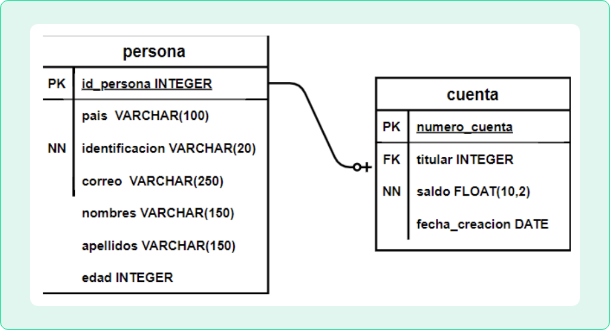 persona
PK id_persona INTEGER
pais VARCHAR(100)
NN identificacion VARCHAR(20)
correo VARCHAR(250)
nombres VARCHAR(150)
apellidos VARCHAR(150)
edad INTEGER
cuenta
PK numero_cuenta
FK titular INTEGER
NN saldo FLOAT(10,2)
fecha_creacion DATE